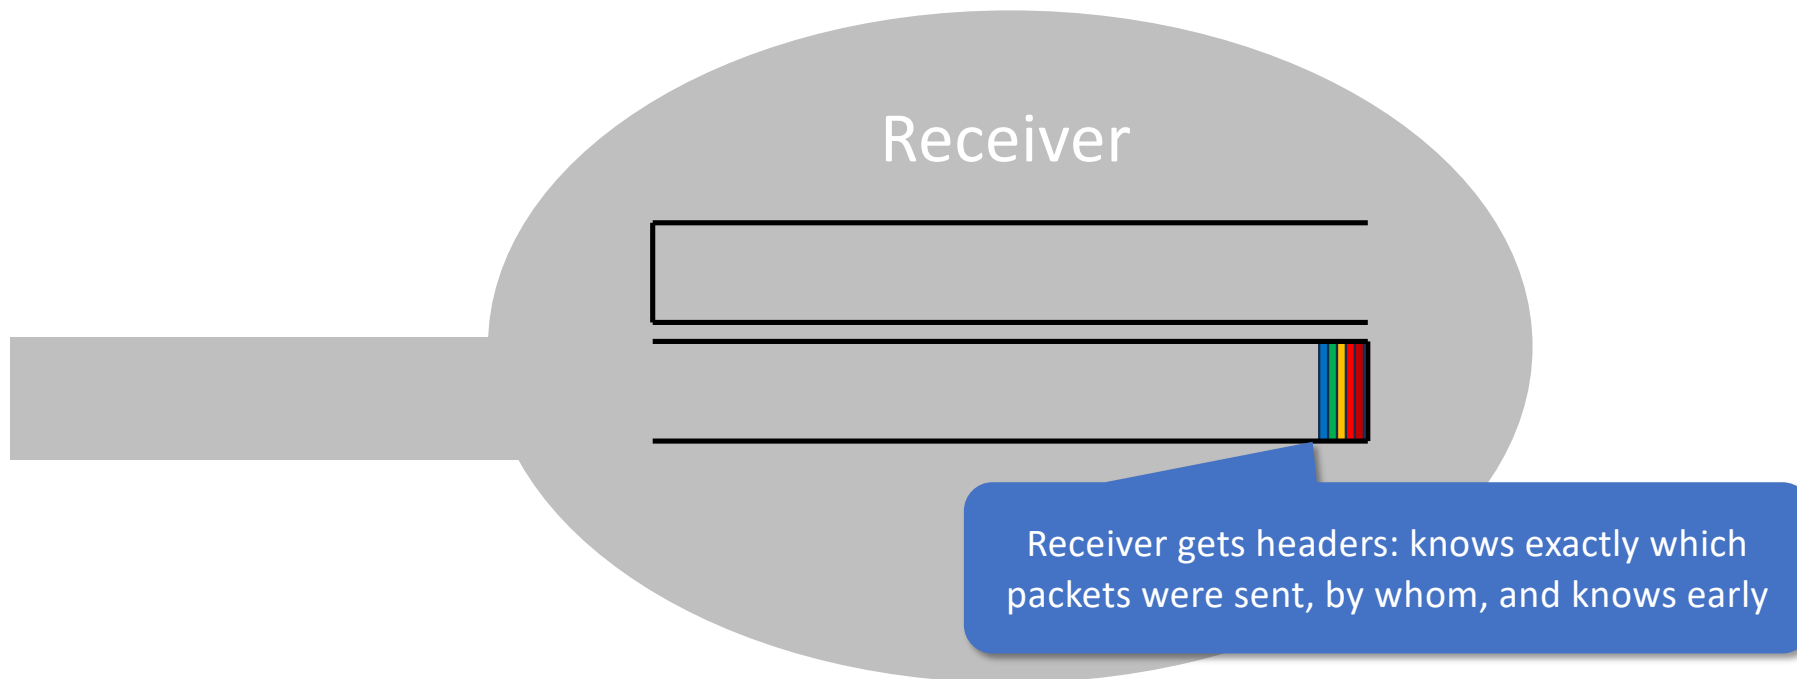 Receiver
Receiver gets headers: knows exactly which
packets were sent, by whom, and knows early